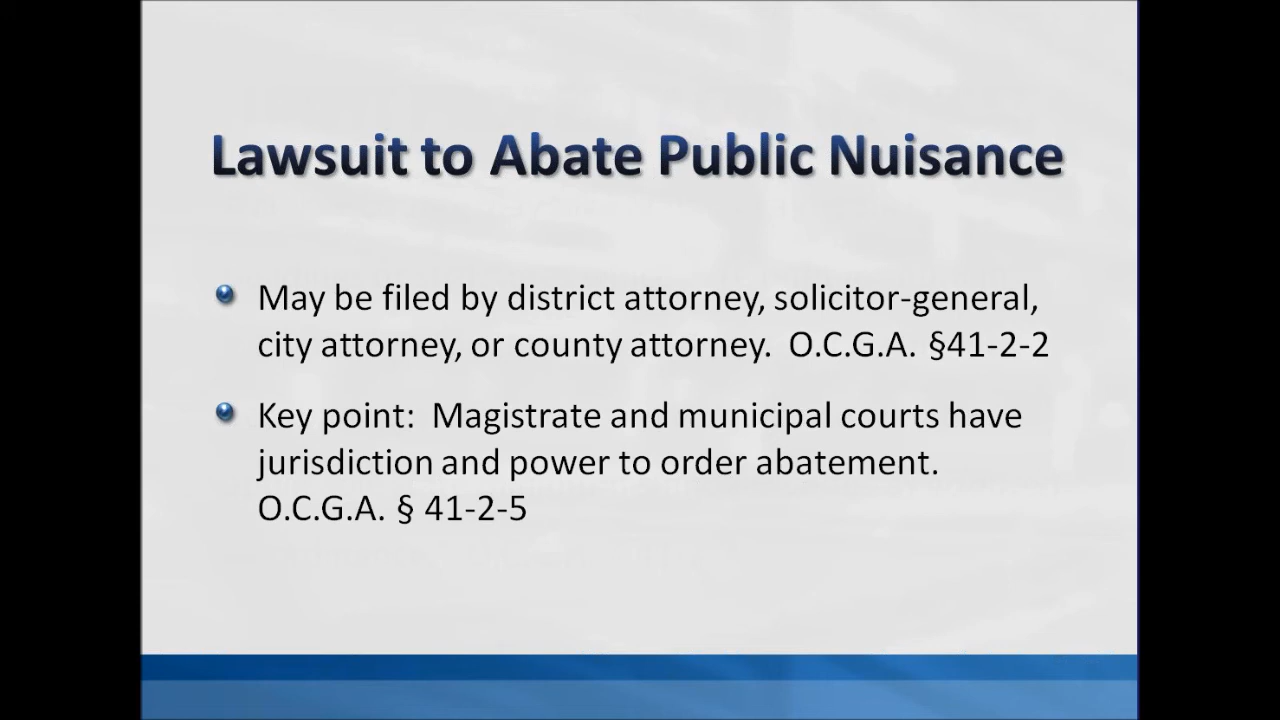 Lawsuit to Abate Public Nuisance
May be filed by district attorney, solicitor-general,
city attorney, or county attorney.  O.C.G.A. §41-2-2
Key point:  Magistrate and municipal courts have
jurisdiction and power to order abatement.
O.C.G.A. § 41-2-5